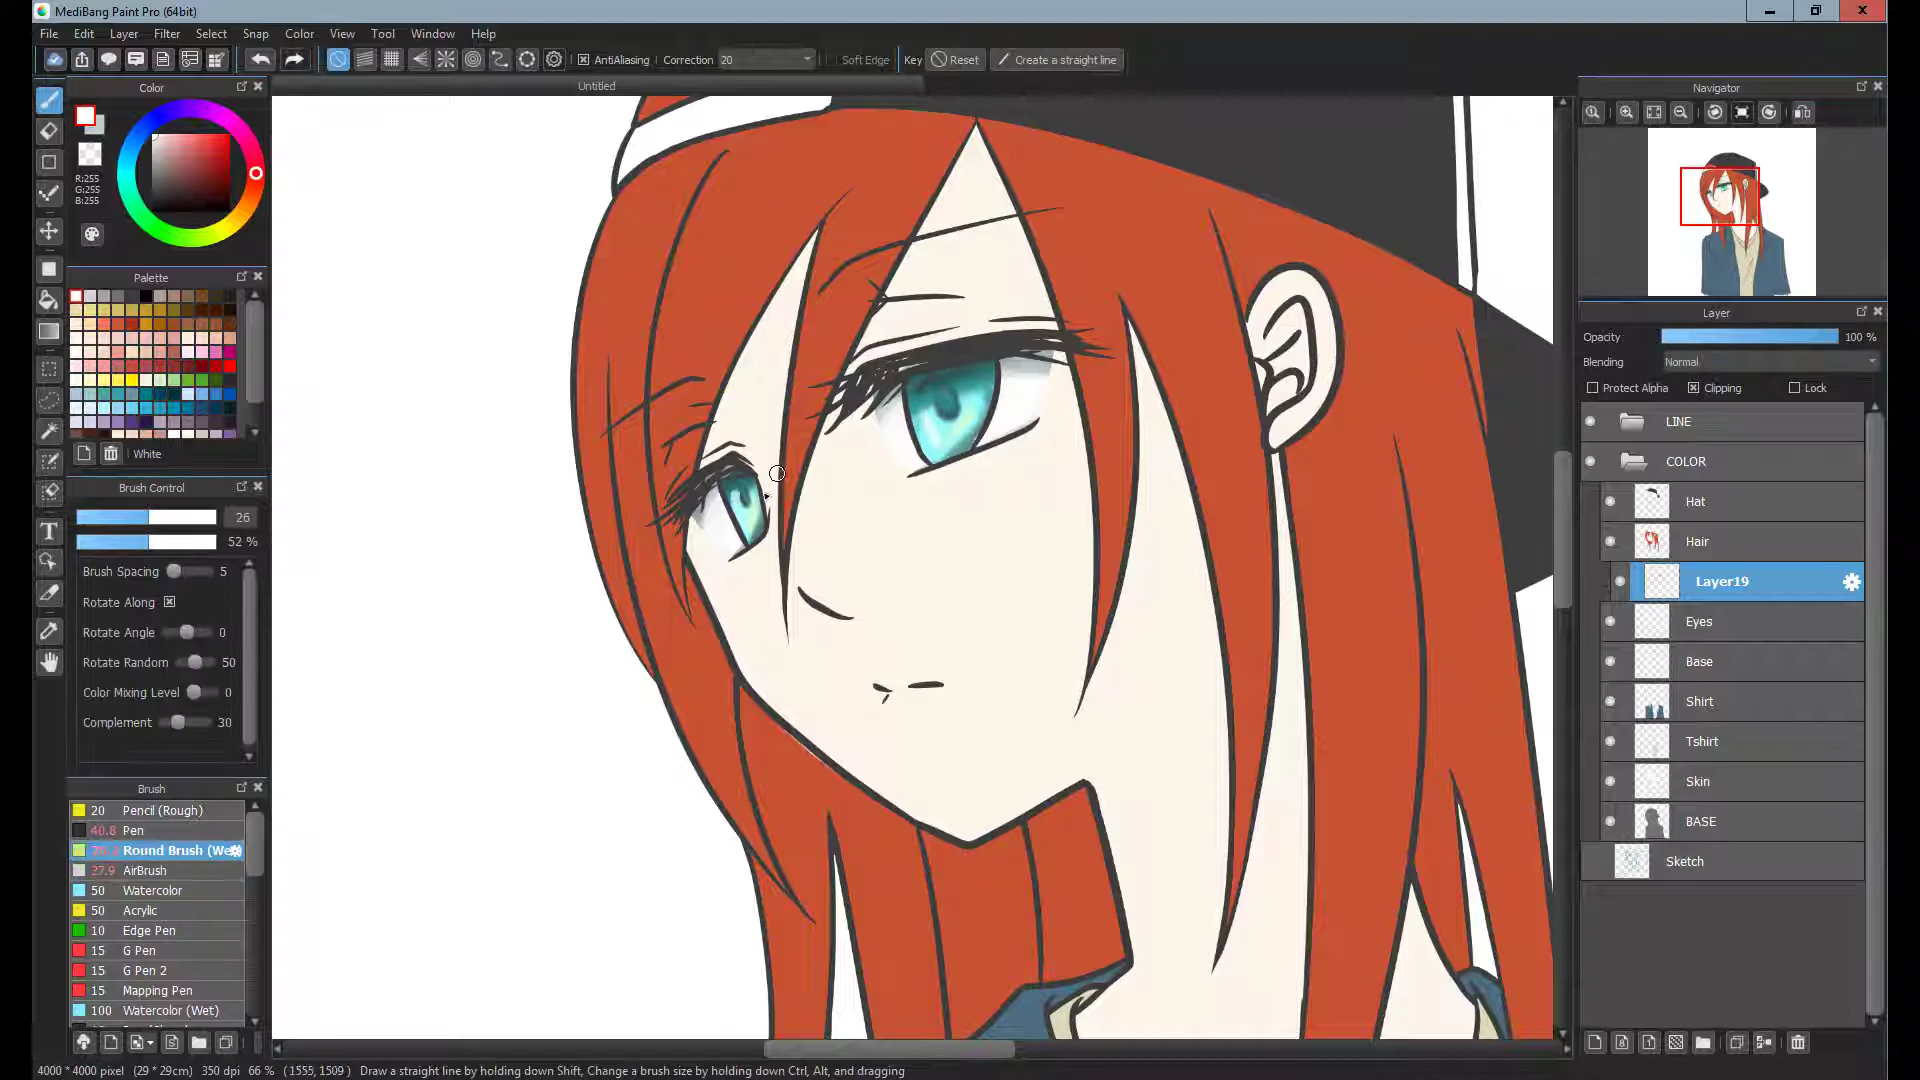 MediBang Paint Pro (64bit)
File Edit Layer Filter Select Snap Color View Tool Window Help
AntiAliasing Correction 20 Soft Edge Key Reset Create a straight line
Color
Untitled
Navigator
R:255
G:255
B:255
Palette
White
Brush Control
26
52 %
Brush Spacing 5
Rotate Along
Rotate Angle 0
Rotate Random 50
Color Mixing Level 0
Complement 30
Brush
20 Pencil (Rough)
40.8 Pen
Round Brush (We
27.9 AirBrush
50 Watercolor
50 Acrylic
10 Edge Pen
15 G Pen
15 G Pen 2
15 Mapping Pen
100 Watercolor (Wet)
Layer
Opacity 100 %
Blending Normal
Protect Alpha Clipping Lock
LINE
COLOR
Hat
Hair
Layer19
Eyes
Base
Shirt
Tshirt
Skin
BASE
Sketch
4000 * 4000 pixel (29 * 29cm) 350 dpi 66 % (1555, 1509) Draw a straight line by holding down Shift, Change a brush size by holding down Ctrl, Alt, and dragging